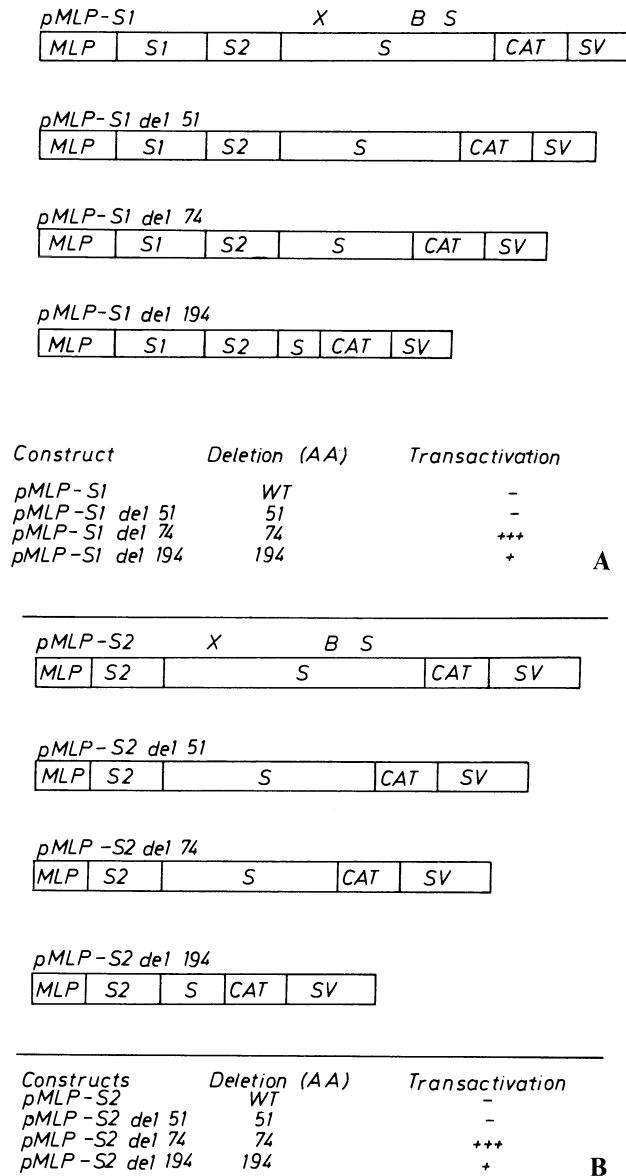 pMLP-S1 X B S
MLP S1 S2 S CAT SV
pMLP-S1 del 51
MLP S1 S2 S CAT SV
pMLP-S1 del 74
MLP S1 S2 S CAT SV
pMLP-S1 del 194
MLP S1 S2 S CAT SV
Construct Deletion (AA) Transactivation
pMLP-S1 WT -
pMLP-S1 del 51 51 -
pMLP-S1 del 74 74 +++
pMLP-S1 del 194 194 +
A
pMLP-S2 X B S
MLP S2 S CAT SV
pMLP-S2 del 51
MLP S2 S CAT SV
pMLP-S2 del 74
MLP S2 S CAT SV
pMLP-S2 del 194
MLP S2 S CAT SV
Constructs Deletion (AA) Transactivation
pMLP-S2 WT -
pMLP-S2 del 51 51 -
pMLP-S2 del 74 74 +++
pMLP-S2 del 194 194 +
B